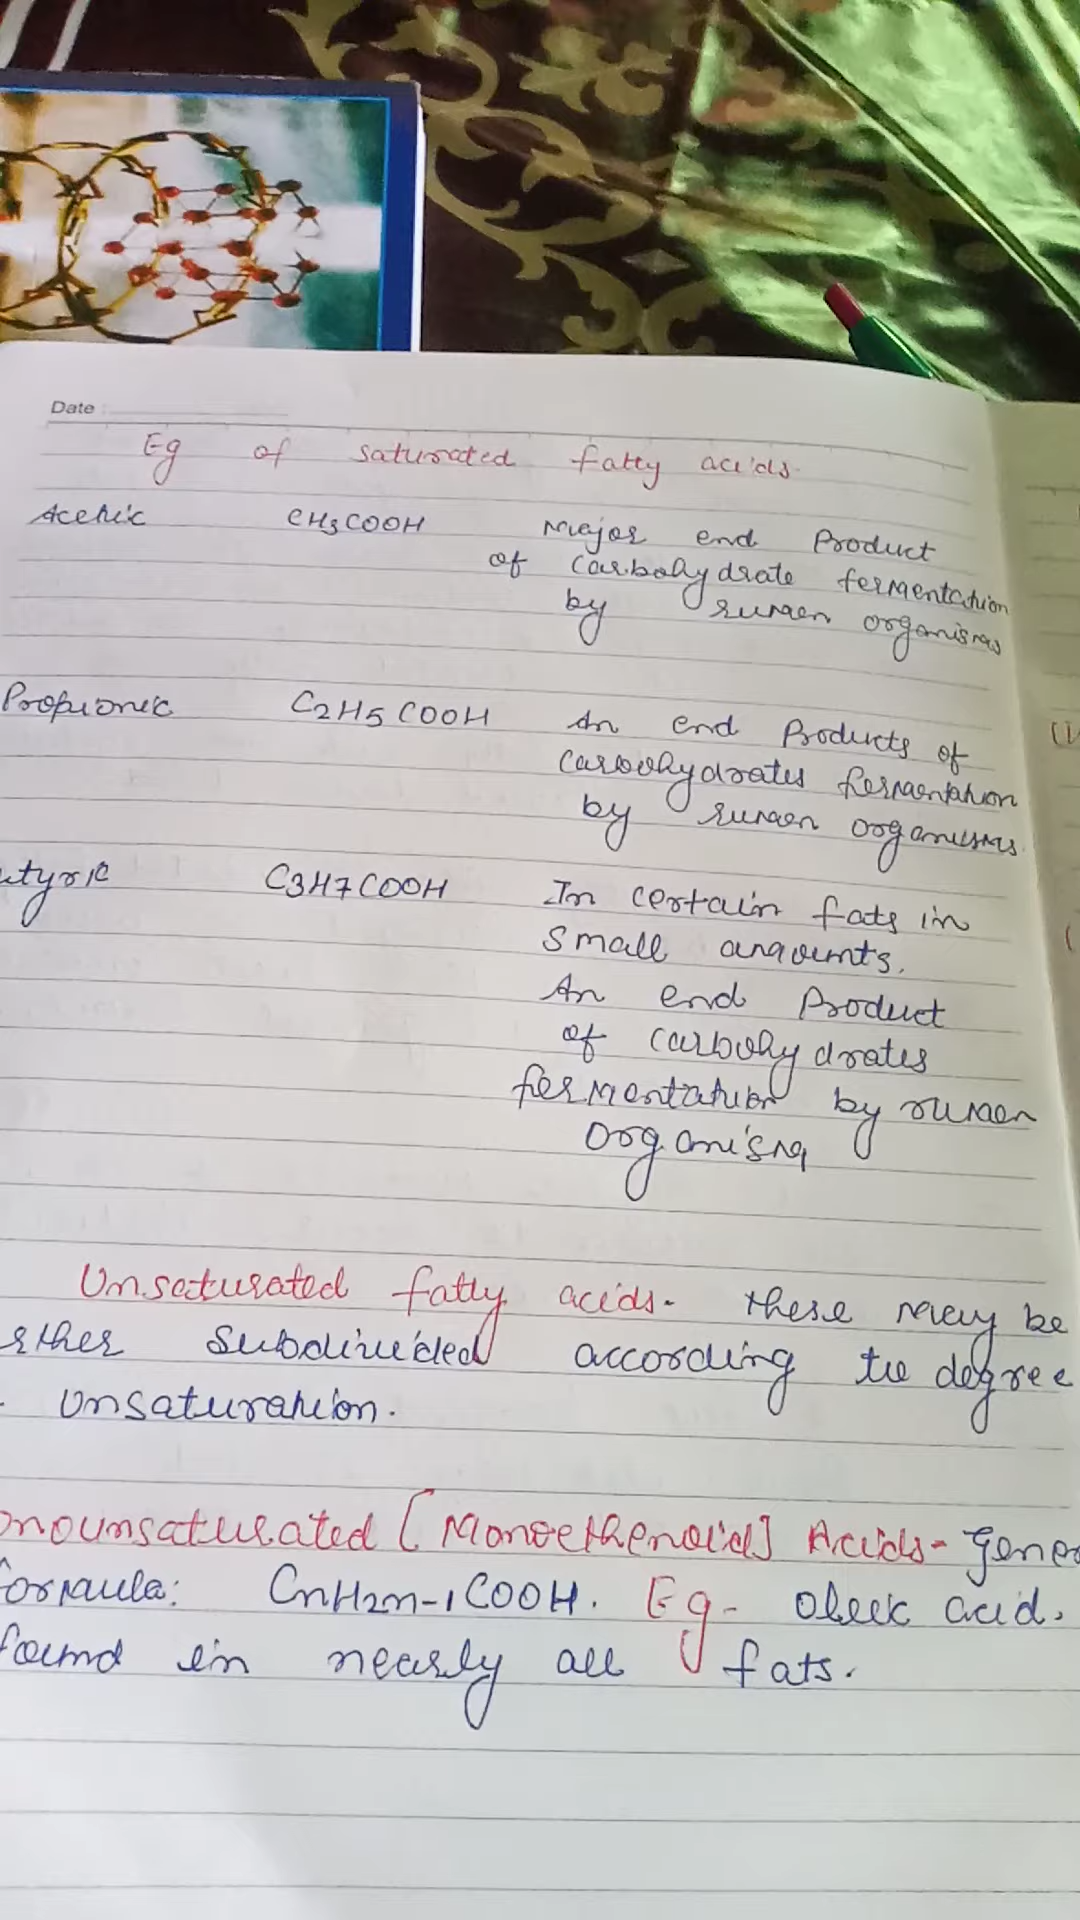 Date
Eg of saturated fatty acids.
Acetic CH3COOH Major end Product
of Carbohydrate fermentation
by rumen organisms
Propionic C2H5COOH An end Products of
Carbohydrates fermentation
by rumen organisms.
utyric C3H7COOH In certain fats in
small amounts.
An end Product
of carbohydrates
fermentation by rumen
organism
Unsaturated fatty acids- these may be
rther subdivided according to degree
Unsaturation.
onounsaturated [Monoethenoid] Acids- gene
formula: CnH2n-1COOH. Eg- oleic acid.
found in nearly all fats.